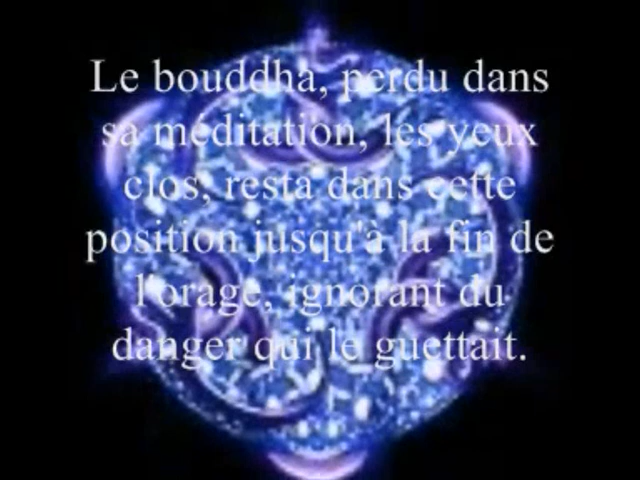 Le bouddha, perdu dans
sa méditation, les yeux
clos, resta dans cette
position jusqu'à la fin de
l'orage, ignorant du
danger qui le guettait.